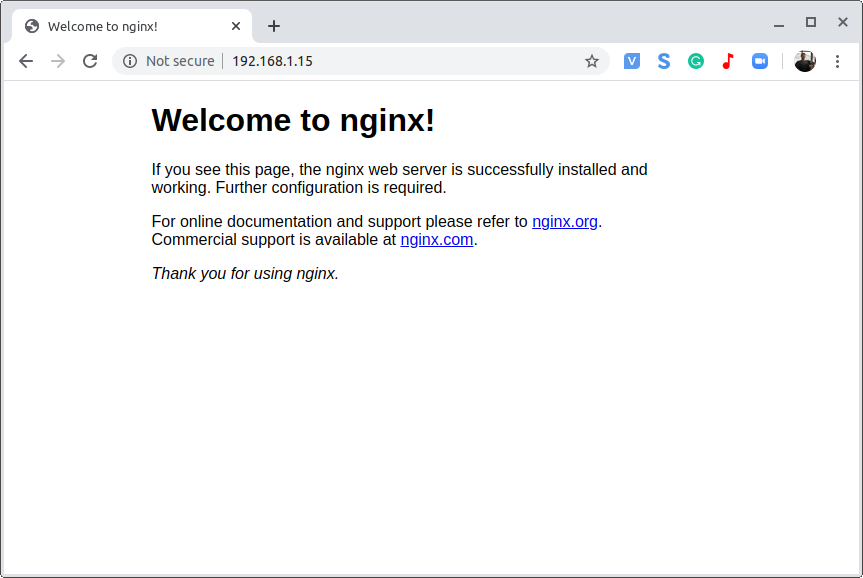 Welcome to nginx!
Not secure 192.168.1.15
V S G
Welcome to nginx!
If you see this page, the nginx web server is successfully installed and
working. Further configuration is required.
For online documentation and support please refer to nginx.org.
Commercial support is available at nginx.com.
Thank you for using nginx.